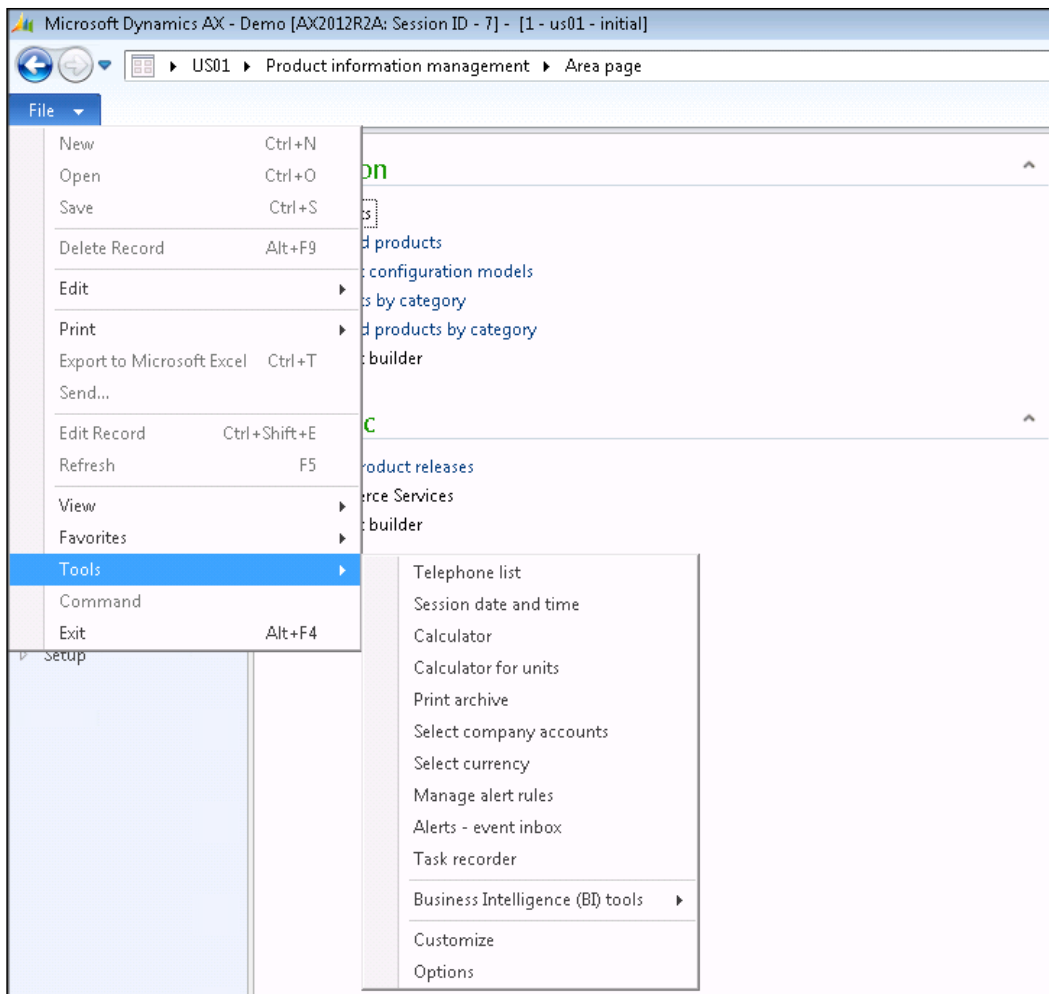 Microsoft Dynamics AX - Demo [AX2012R2A: Session ID - 7] - [1 - us01 - initial]
US01 Product information management Area page
File
New Ctrl+N
Open Ctrl+O
Save Ctrl+S
Delete Record Alt+F9
Edit
Print
Export to Microsoft Excel Ctrl+T
Send...
Edit Record Ctrl+Shift+E
Refresh F5
View
Favorites
Tools
Command
Exit Alt+F4
Setup
on
ts
d products
t configuration models
ts by category
d products by category
t builder
c
roduct releases
erce Services
t builder
Telephone list
Session date and time
Calculator
Calculator for units
Print archive
Select company accounts
Select currency
Manage alert rules
Alerts - event inbox
Task recorder
Business Intelligence (BI) tools
Customize
Options